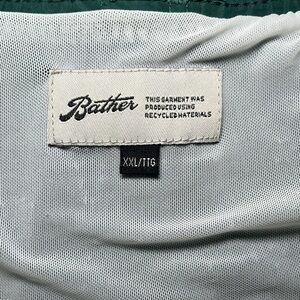 Bather
THIS GARMENT WAS
PRODUCED USING
RECYCLED MATERIALS
XXL/TTG